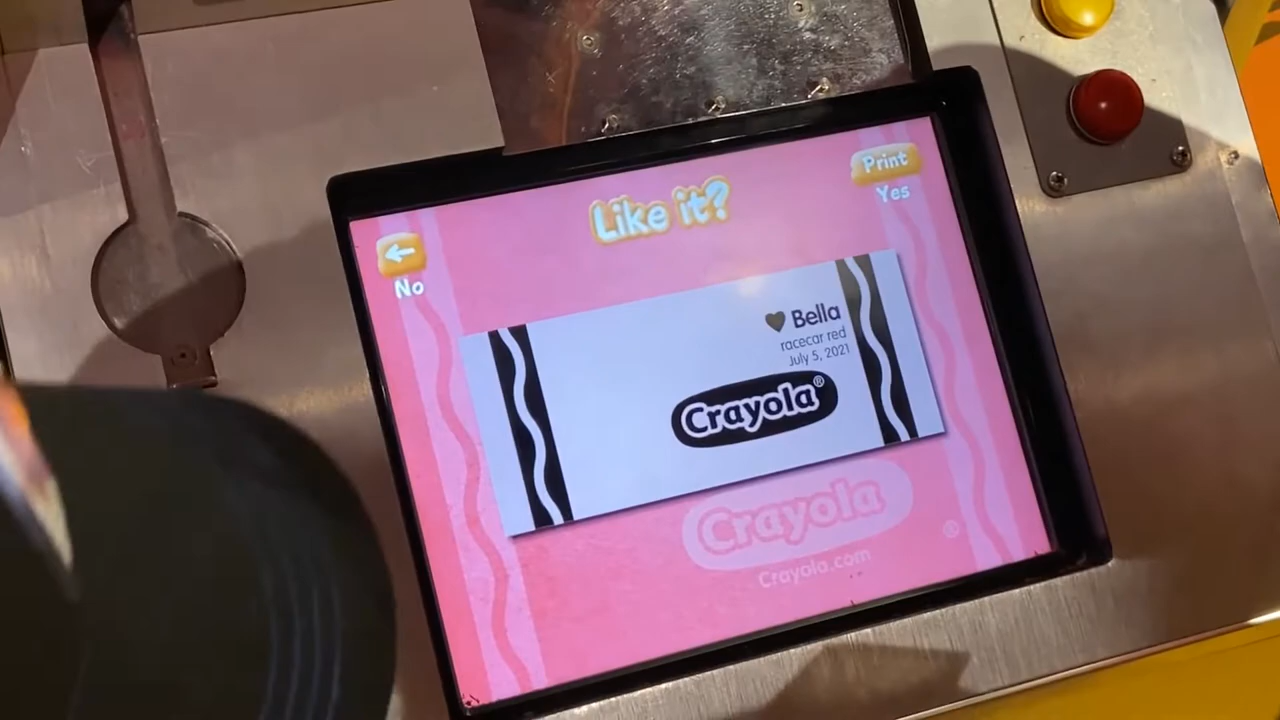 Like it?
Print
Yes
No
Bella
racecar red
July 5, 2021
Crayola®
Crayola
®
Crayola.com